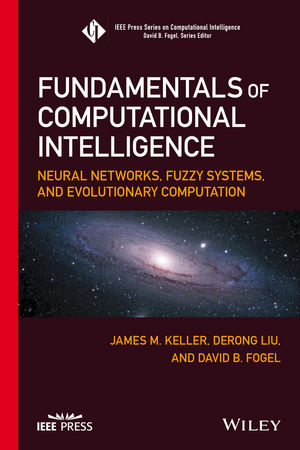 IEEE Press Series on Computational Intelligence
David B. Fogel, Series Editor
FUNDAMENTALS OF
COMPUTATIONAL
INTELLIGENCE
NEURAL NETWORKS, FUZZY SYSTEMS,
AND EVOLUTIONARY COMPUTATION
JAMES M. KELLER, DERONG LIU,
AND DAVID B. FOGEL
IEEE PRESS
WILEY